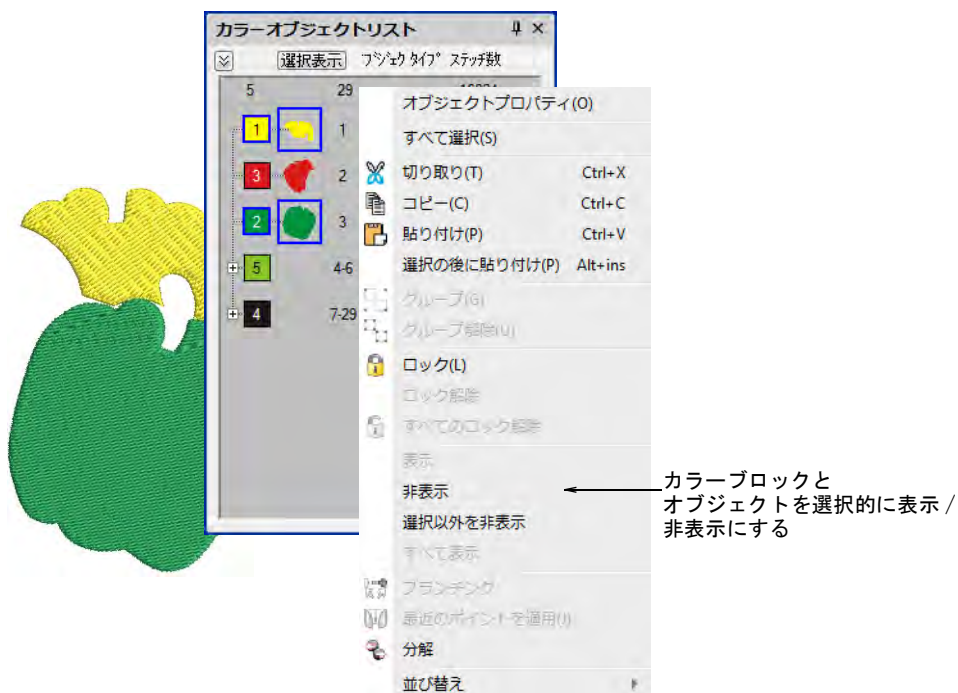 カラーオブジェクトリスト
選択表示 ステッチ数
5 29
1 1
3 2
2 3
5 4-6
4 7-29
オブジェクトプロパティ(O)
すべて選択(S)
切り取り(T) Ctrl+X
コピー(C) Ctrl+C
貼り付け(P) Ctrl+V
選択の後に貼り付け(P) Alt+ins
グループ(G)
グループ解除(U)
ロック(L)
ロック解除
すべてのロック解除
表示
非表示
選択以外を非表示
すべて表示
ブランチング
最近のポイントを適用(J)
分解
並び替え
カラーブロックと
オブジェクトを選択的に表示 /
非表示にする